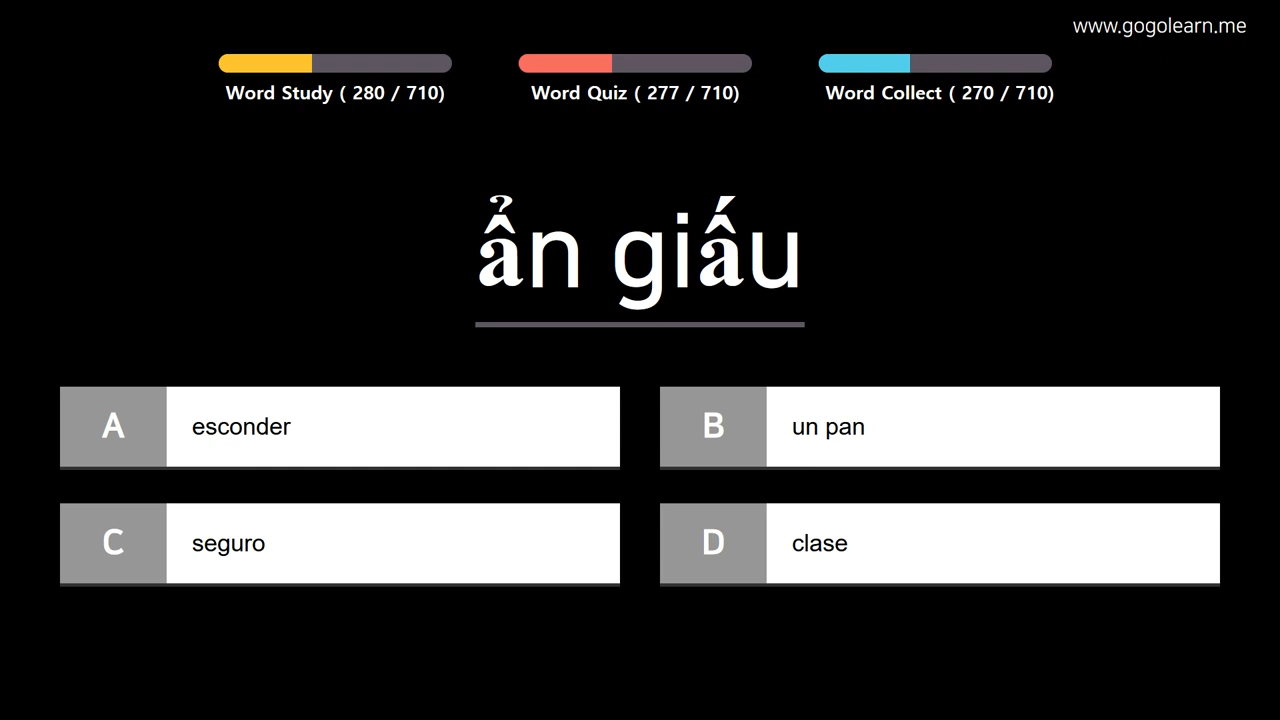 www.gogolearn.me
Word Study ( 280 / 710)
Word Quiz ( 277 / 710)
Word Collect ( 270 / 710)
ẩn giấu
A esconder
B un pan
C seguro
D clase